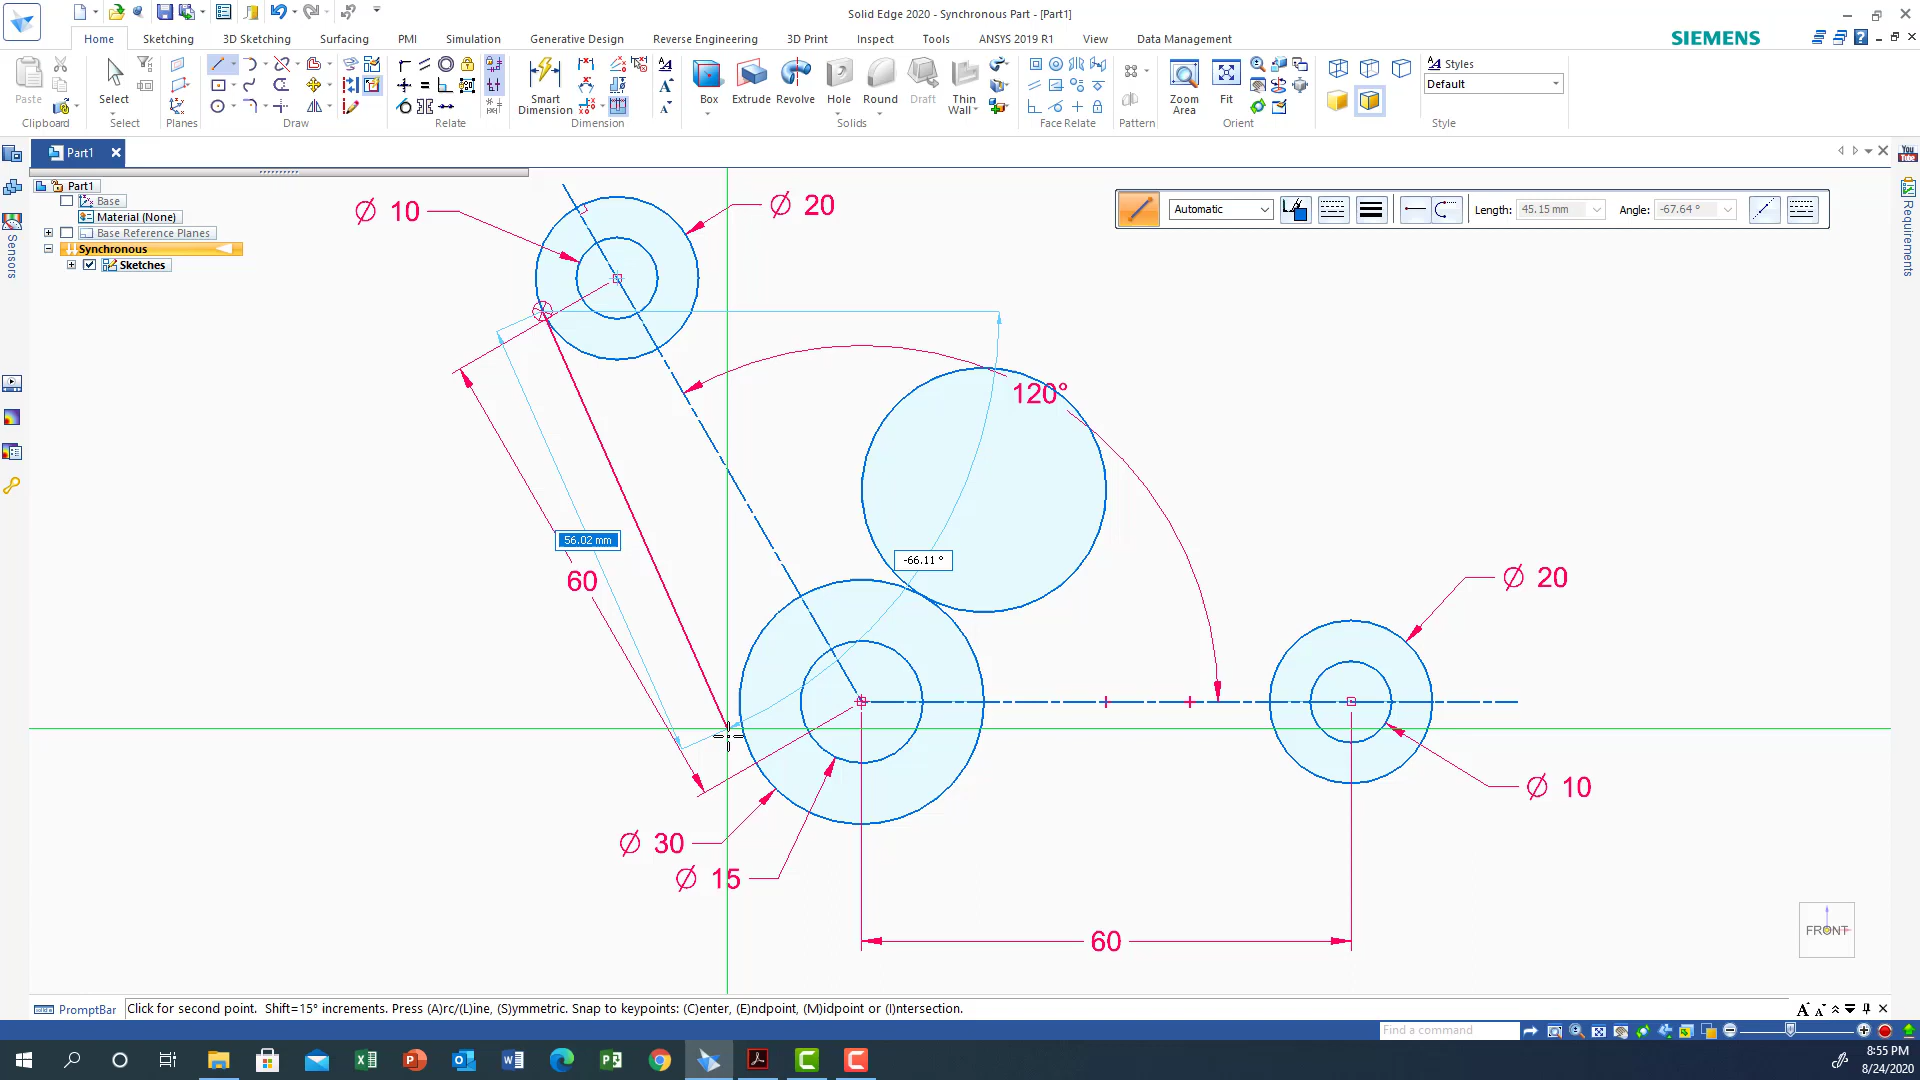 Solid Edge 2020 - Synchronous Part - [Part1]
Home Sketching 3D Sketching Surfacing PMI Simulation Generative Design Reverse Engineering 3D Print Inspect Tools ANSYS 2019 R1 View Data Management
SIEMENS
Styles
Default
Paste Select Smart Dimension Box Extrude Revolve Hole Round Draft Thin Wall Zoom Area Fit
Clipboard Select Planes Draw Relate Dimension Solids Face Relate Pattern Orient Style
Part1
You Tube
Part1
Base
Material (None)
Base Reference Planes
Synchronous
Sketches
Sensors
Requirements
Automatic
Length: 45.15 mm Angle: -67.64 °
Ø 10
Ø 20
120°
56.02 mm
-66.11 °
60
Ø 20
Ø 10
Ø 30
Ø 15
60
FRONT
PromptBar Click for second point. Shift=15° increments. Press (A)rc/(L)ine, (S)ymmetric. Snap to keypoints: (C)enter, (E)ndpoint, (M)idpoint or (I)ntersection.
Find a command
8:55 PM
8/24/2020